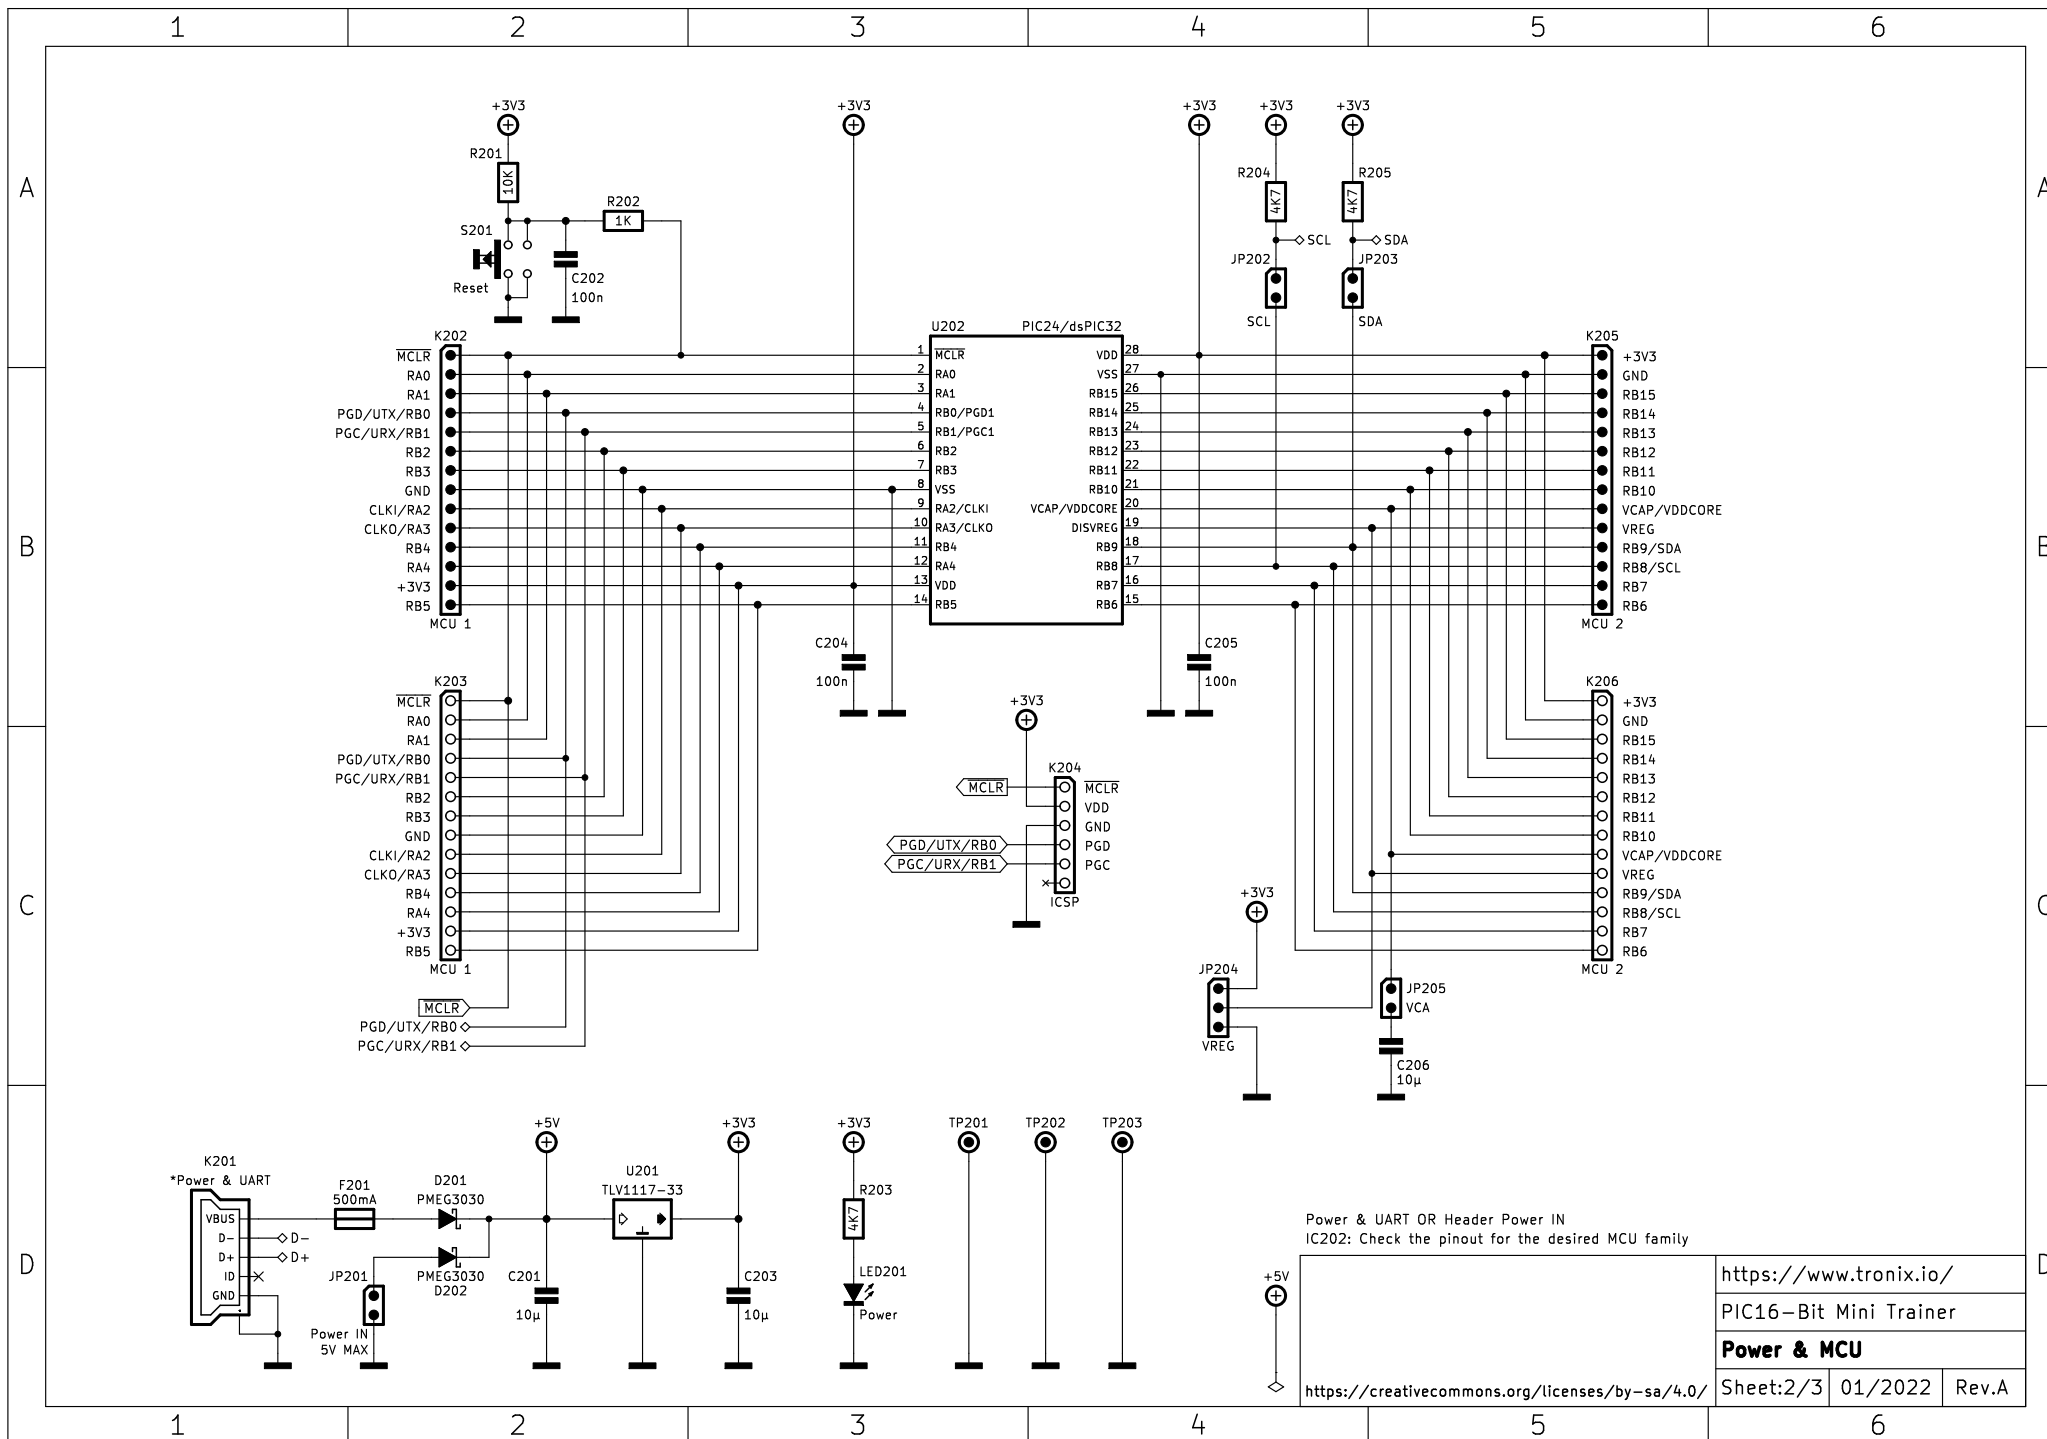 1 2 3 4 5 6
A A
B B
C C
D D
+3V3
R201
10K
R202
1K
S201
Reset
C202
100n
+3V3
+3V3 +3V3 +3V3
R204
4K7
R205
4K7
SCL
SDA
JP202
SCL
JP203
SDA
K202
MCLR
RA0
RA1
PGD/UTX/RB0
PGC/URX/RB1
RB2
RB3
GND
CLKI/RA2
CLKO/RA3
RB4
RA4
+3V3
RB5
MCU 1
U202 PIC24/dsPIC32
1 MCLR VDD 28
2 RA0 VSS 27
3 RA1 RB15 26
4 RB0/PGD1 RB14 25
5 RB1/PGC1 RB13 24
6 RB2 RB12 23
7 RB3 RB11 22
8 VSS RB10 21
9 RA2/CLKI VCAP/VDDCORE 20
10 RA3/CLKO DISVREG 19
11 RB4 RB9 18
12 RA4 RB8 17
13 VDD RB7 16
14 RB5 RB6 15
K205
+3V3
GND
RB15
RB14
RB13
RB12
RB11
RB10
VCAP/VDDCORE
VREG
RB9/SDA
RB8/SCL
RB7
RB6
MCU 2
C204
100n
C205
100n
K203
MCLR
RA0
RA1
PGD/UTX/RB0
PGC/URX/RB1
RB2
RB3
GND
CLKI/RA2
CLKO/RA3
RB4
RA4
+3V3
RB5
MCU 1
MCLR
PGD/UTX/RB0
PGC/URX/RB1
+3V3
K204
MCLR MCLR
VDD
GND
PGD/UTX/RB0 PGD
PGC/URX/RB1 PGC
ICSP
K206
+3V3
GND
RB15
RB14
RB13
RB12
RB11
RB10
VCAP/VDDCORE
VREG
RB9/SDA
RB8/SCL
RB7
RB6
MCU 2
+3V3
JP204
VREG
JP205
VCA
C206
10µ
K201
*Power & UART
VBUS
D-
D+
ID
GND
D-
D+
F201
500mA
D201
PMEG3030
PMEG3030
D202
JP201
Power IN
5V MAX
+5V
C201
10µ
U201
TLV1117-33
+3V3
C203
10µ
+3V3
R203
4K7
LED201
Power
TP201 TP202 TP203
Power & UART OR Header Power IN
IC202: Check the pinout for the desired MCU family
+5V
https://creativecommons.org/licenses/by-sa/4.0/
https://www.tronix.io/
PIC16-Bit Mini Trainer
Power & MCU
Sheet:2/3 01/2022 Rev.A
1 2 3 4 5 6